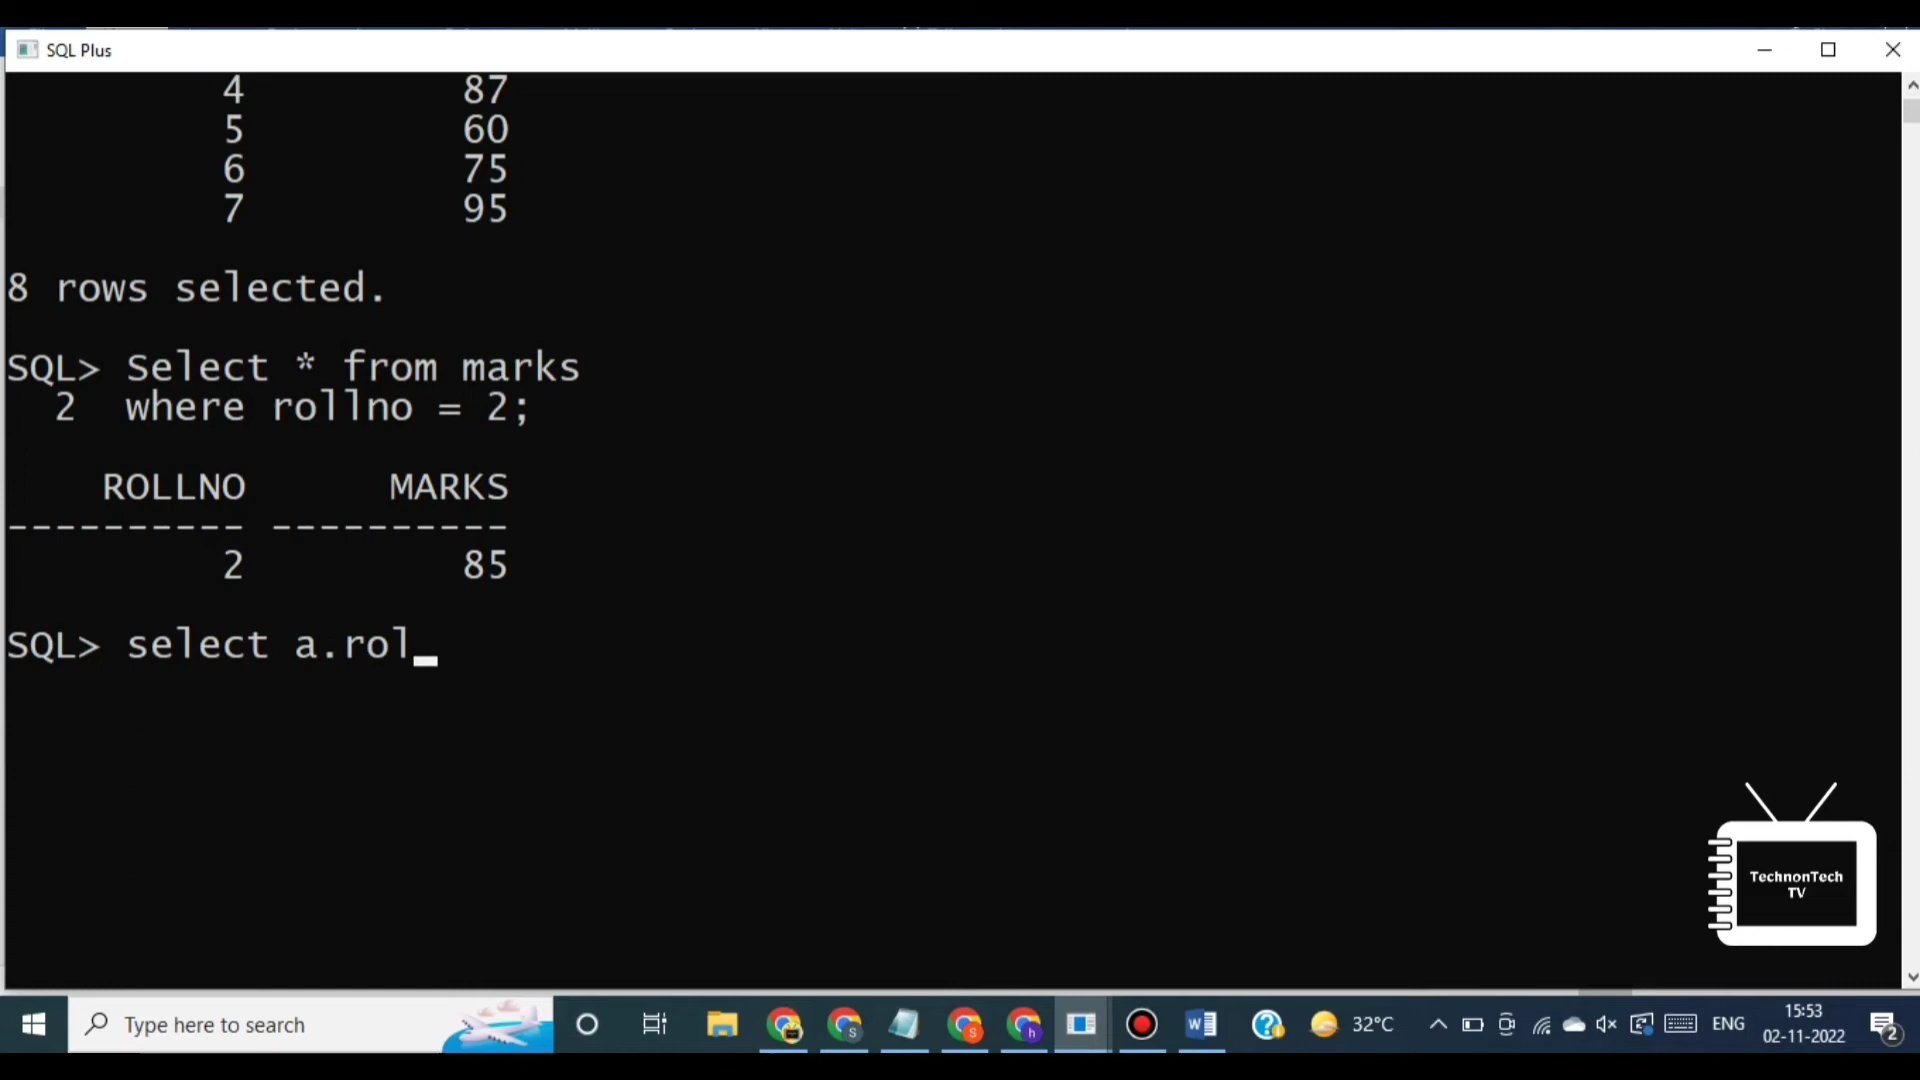 SQL Plus
4 87
5 60
6 75
7 95
8 rows selected.
SQL> Select * from marks
2 where rollno = 2;
ROLLNO MARKS
---------- ----------
2 85
SQL> select a.rol_
TechnonTech
TV
Type here to search
32°C
ENG
15:53
02-11-2022
2